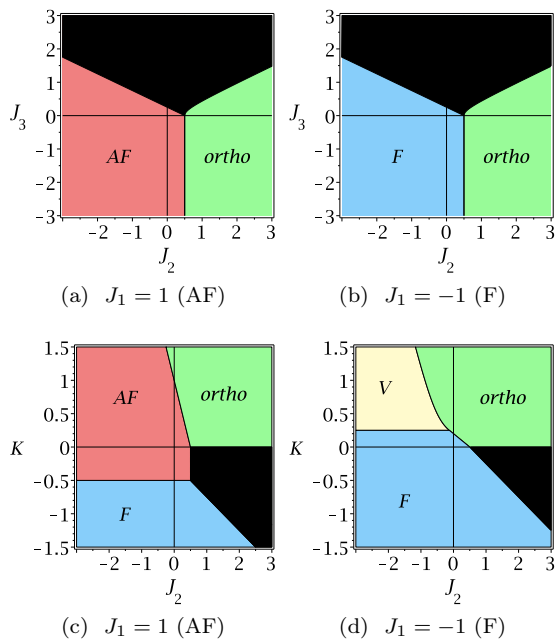 3
2
1
J3 0
-1
-2
-3
AF
ortho
-2 -1 0 1 2 3
J2
(a) J1 = 1 (AF)
3
2
1
J3 0
-1
-2
-3
F
ortho
-2 -1 0 1 2 3
J2
(b) J1 = −1 (F)
1.5
1
0.5
K 0
-0.5
-1
-1.5
AF
ortho
F
-2 -1 0 1 2 3
J2
(c) J1 = 1 (AF)
1.5
1
0.5
K 0
-0.5
-1
-1.5
V
ortho
F
-2 -1 0 1 2 3
J2
(d) J1 = −1 (F)